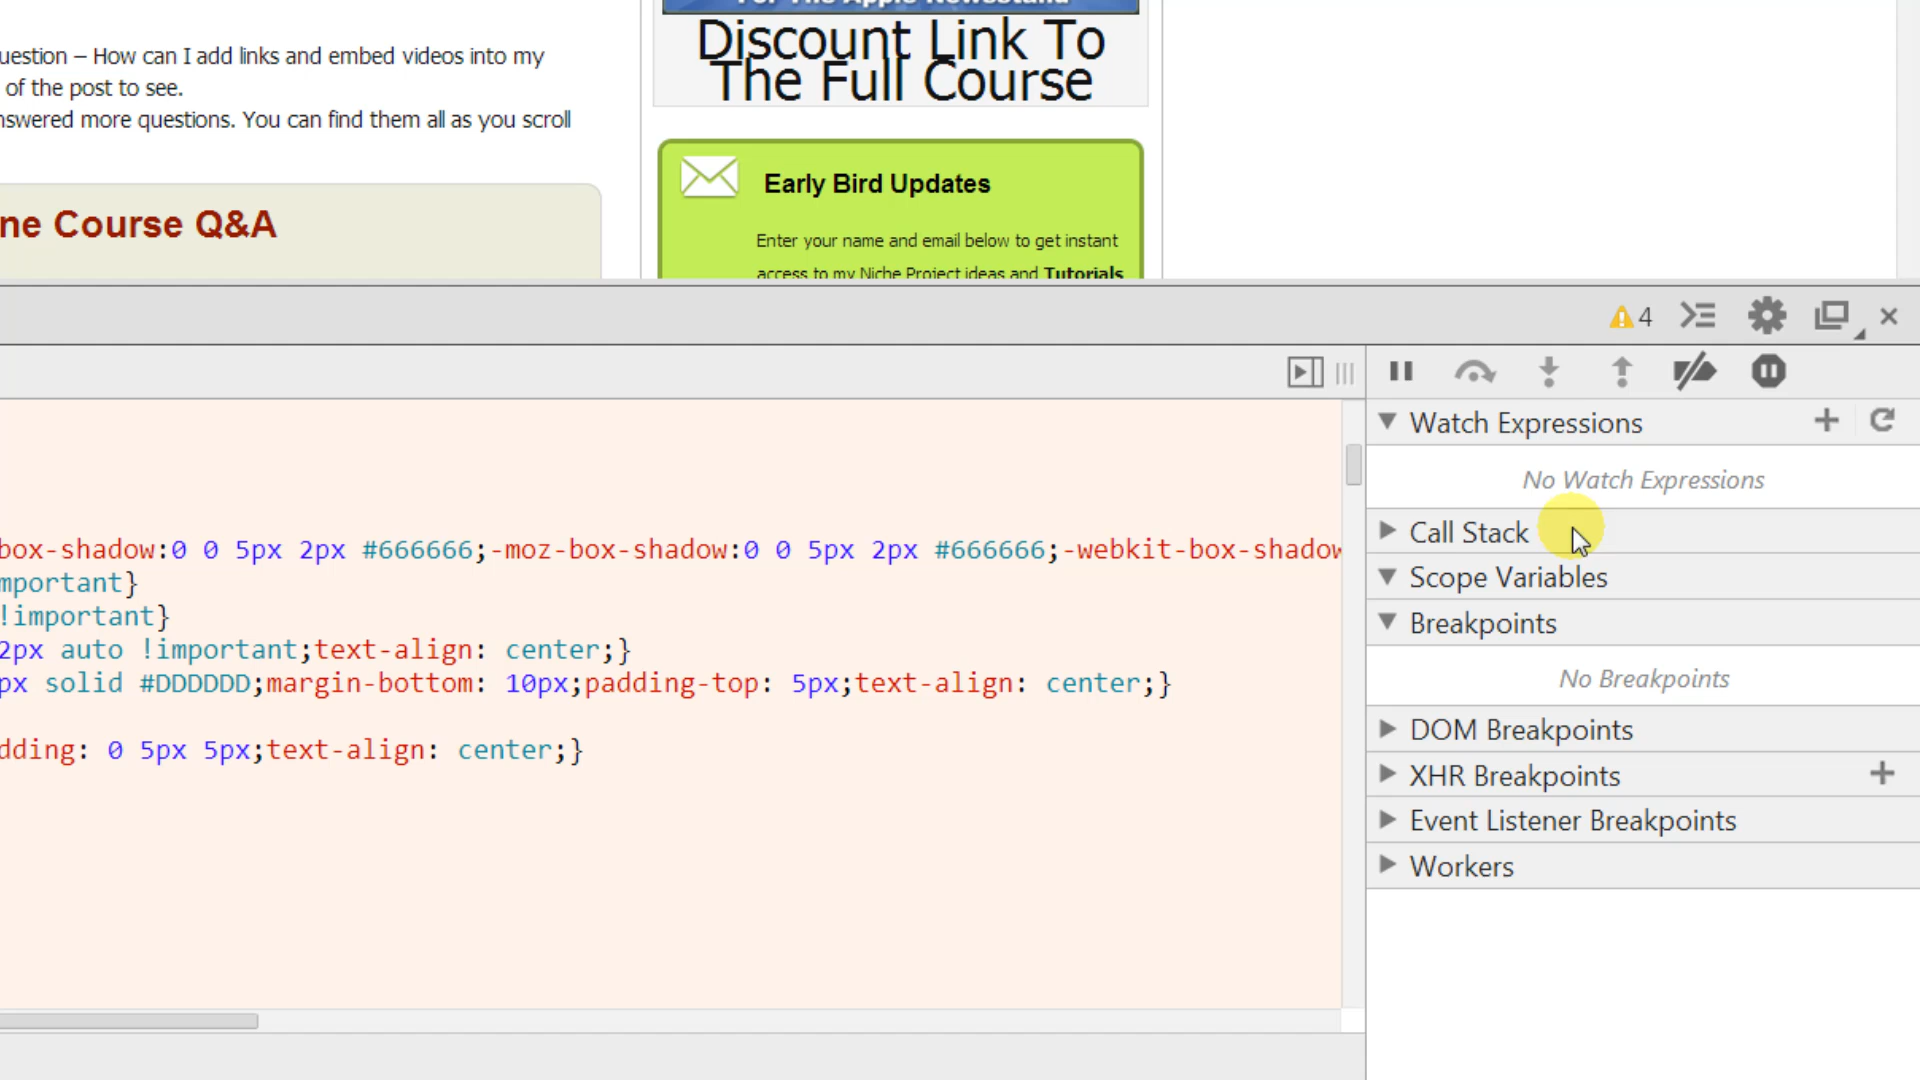 For The Apple Newsstand
Discount Link To
The Full Course
uestion – How can I add links and embed videos into my
of the post to see.
nswered more questions. You can find them all as you scroll
Early Bird Updates
ne Course Q&A
Enter your name and email below to get instant
access to my Niche Project ideas and Tutorials
4
Watch Expressions
No Watch Expressions
Call Stack
Scope Variables
Breakpoints
No Breakpoints
DOM Breakpoints
XHR Breakpoints
Event Listener Breakpoints
Workers
box-shadow:0 0 5px 2px #666666;-moz-box-shadow:0 0 5px 2px #666666;-webkit-box-shadow
mportant}
!important}
2px auto !important;text-align: center;}
px solid #DDDDDD;margin-bottom: 10px;padding-top: 5px;text-align: center;}
dding: 0 5px 5px;text-align: center;}